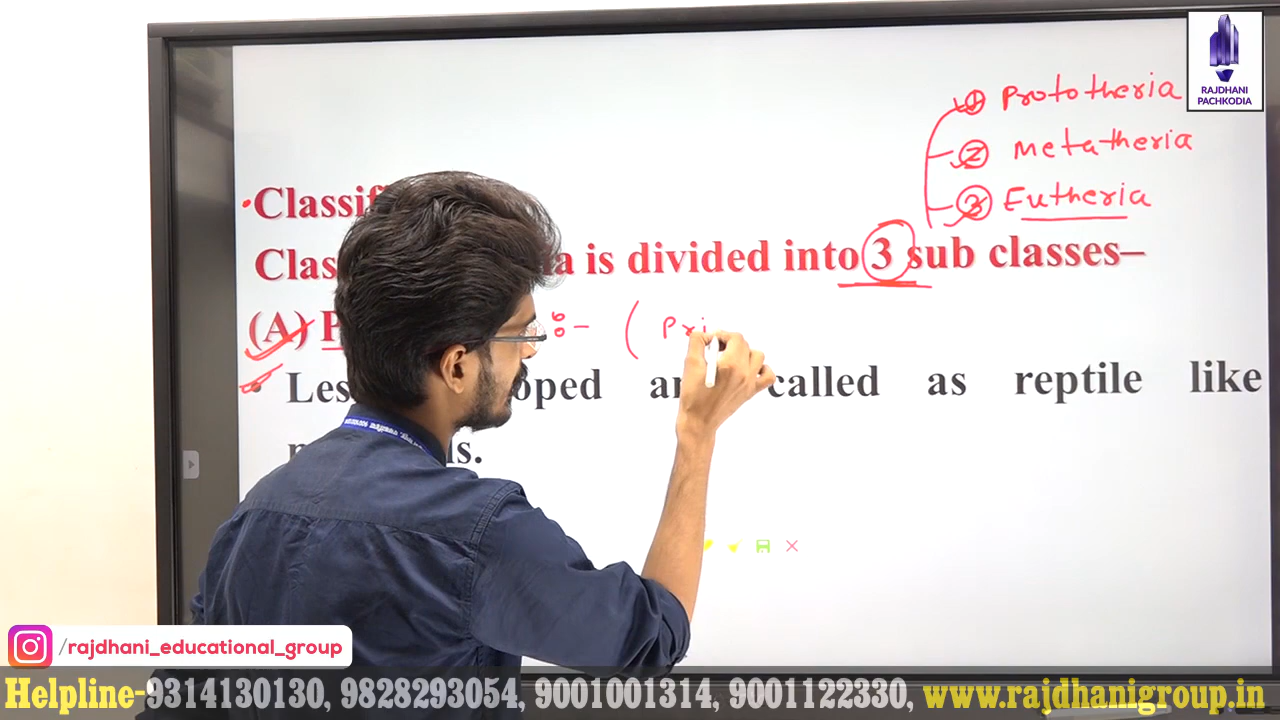 RAJDHANI
PACHKODIA
① Prototheria
② Metatheria
③ Eutheria
•Classif
Clas a is divided into 3 sub classes–
(A) P :- ( Pri
Les oped an called as reptile like
ls.
/rajdhani_educational_group
Helpline-9314130130, 9828293054, 9001001314, 9001122330, www.rajdhanigroup.in